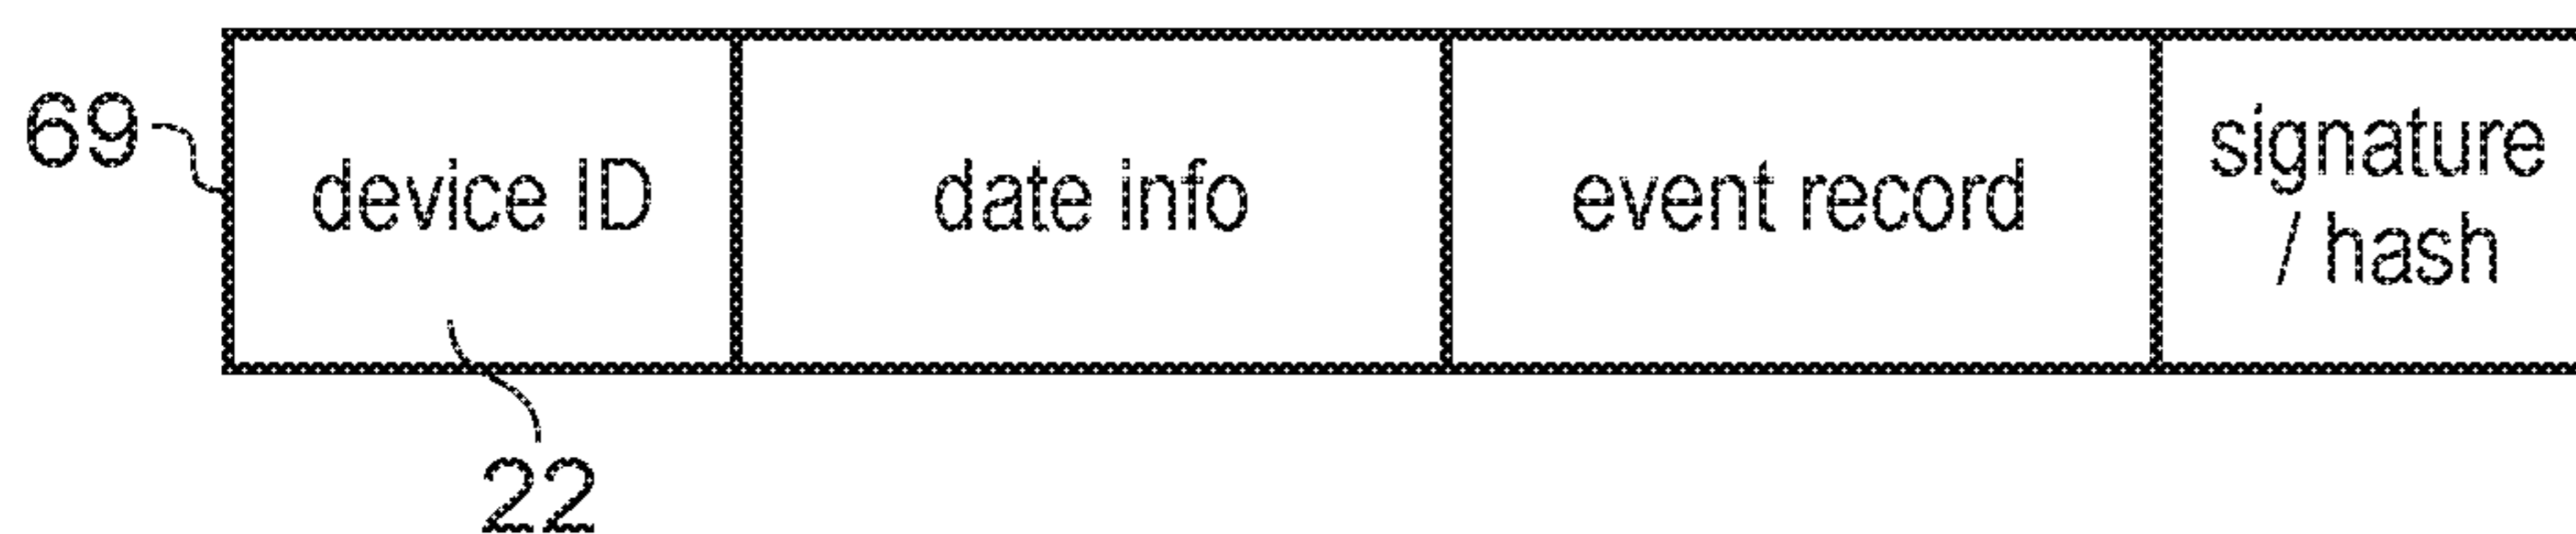 69
device ID
date info
event record
signature
/ hash
22